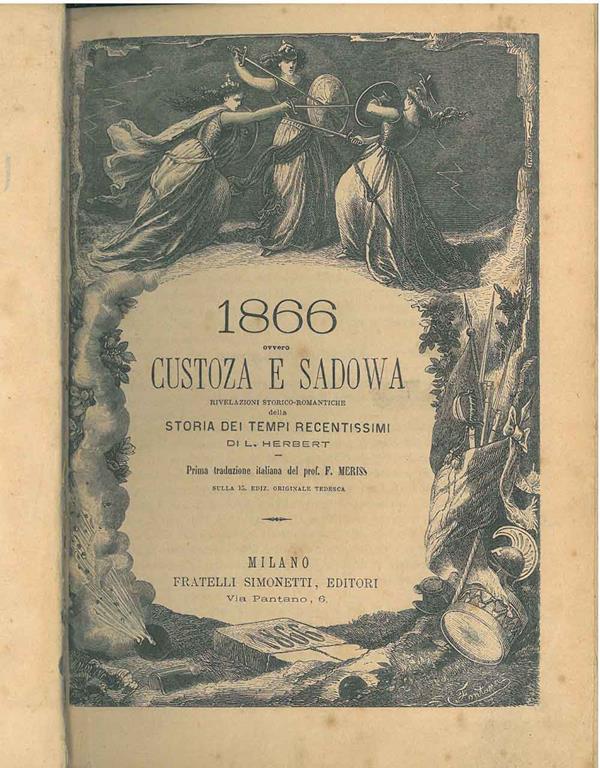 1866
ovvero
CUSTOZA E SADOWA
RIVELAZIONI STORICO-ROMANTICHE
della
STORIA DEI TEMPI RECENTISSIMI
DI L. HERBERT
Prima traduzione italiana del prof. F. MERISS
SULLA 15. EDIZ. ORIGINALE TEDESCA
MILANO
FRATELLI SIMONETTI, EDITORI
Via Pantano, 6.
1866